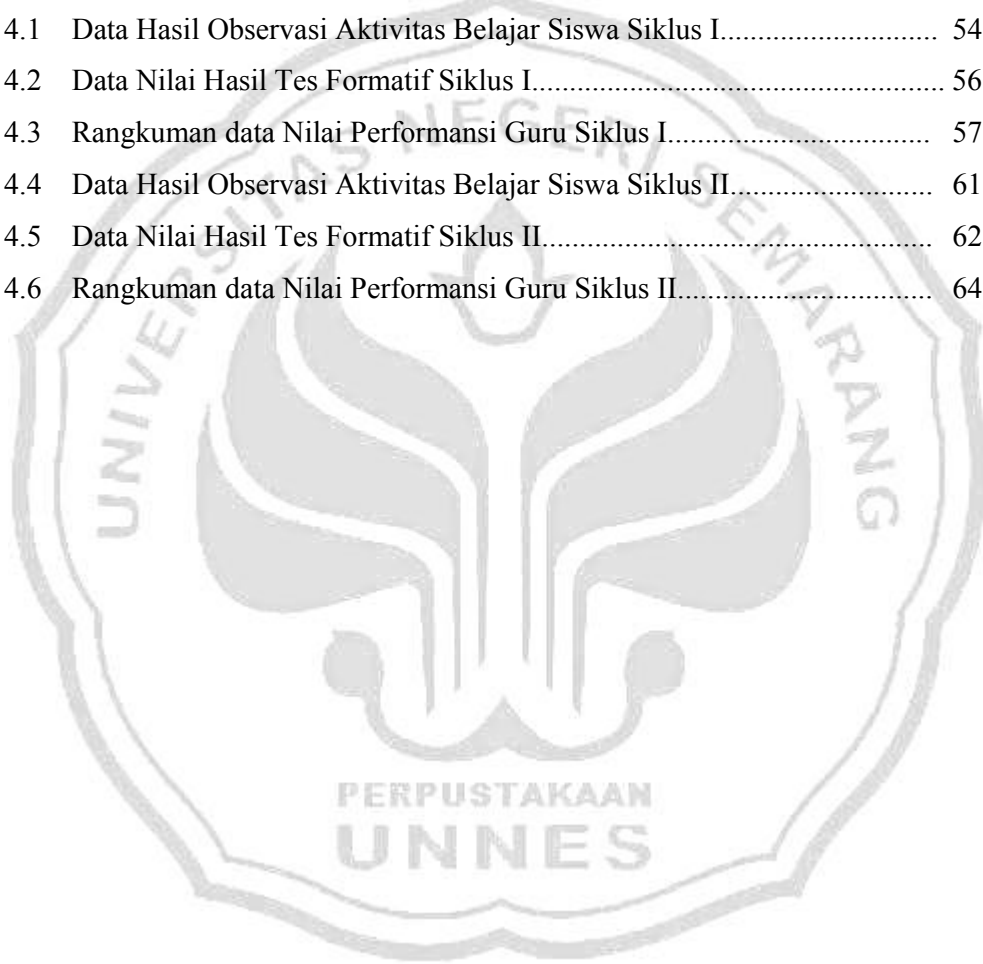 4.1 Data Hasil Observasi Aktivitas Belajar Siswa Siklus I........................... 54
4.2 Data Nilai Hasil Tes Formatif Siklus I.................................................... 56
4.3 Rangkuman data Nilai Performansi Guru Siklus I................................. 57
4.4 Data Hasil Observasi Aktivitas Belajar Siswa Siklus II......................... 61
4.5 Data Nilai Hasil Tes Formatif Siklus II................................................. 62
4.6 Rangkuman data Nilai Performansi Guru Siklus II................................ 64
UNIVERSITAS NEGERI SEMARANG
PERPUSTAKAAN
UNNES